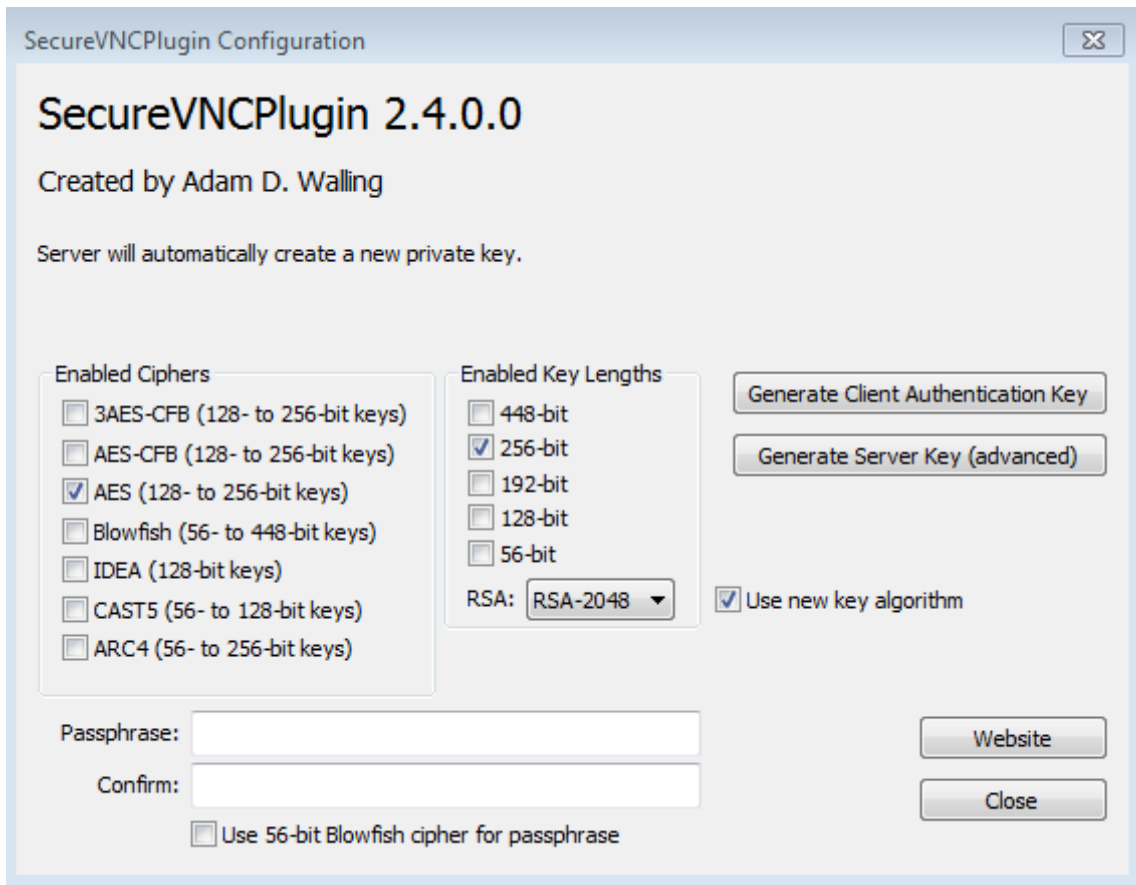 SecureVNCPlugin Configuration
SecureVNCPlugin 2.4.0.0
Created by Adam D. Walling
Server will automatically create a new private key.
Enabled Ciphers
3AES-CFB (128- to 256-bit keys)
AES-CFB (128- to 256-bit keys)
AES (128- to 256-bit keys)
Blowfish (56- to 448-bit keys)
IDEA (128-bit keys)
CAST5 (56- to 128-bit keys)
ARC4 (56- to 256-bit keys)
Enabled Key Lengths
448-bit
256-bit
192-bit
128-bit
56-bit
RSA: RSA-2048
Generate Client Authentication Key
Generate Server Key (advanced)
Use new key algorithm
Passphrase:
Confirm:
Use 56-bit Blowfish cipher for passphrase
Website
Close